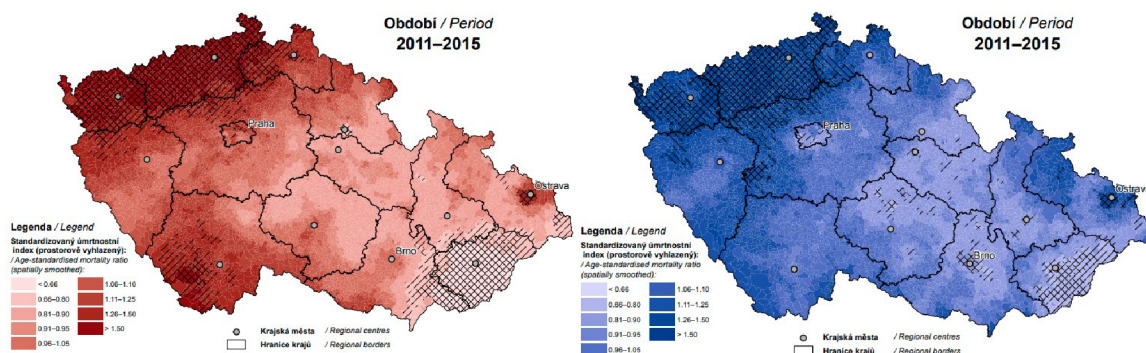 Období / Period
2011–2015
Praha
Ostrava
Brno
Legenda / Legend
Standardizovaný úmrtnostní
index (prostorově vyhlazený):
/ Age-standardised mortality ratio
(spatially smoothed):
< 0.66
0.66–0.80
0.81–0.90
0.91–0.95
0.96–1.05
1.06–1.10
1.11–1.25
1.26–1.50
> 1.50
Krajská města / Regional centres
Hranice krajů / Regional borders
Období / Period
2011–2015
Praha
Ostrava
Brno
Legenda / Legend
Standardizovaný úmrtnostní
index (prostorově vyhlazený):
/ Age-standardised mortality ratio
(spatially smoothed):
< 0.66
0.66–0.80
0.81–0.90
0.91–0.95
0.96–1.05
1.06–1.10
1.11–1.25
1.26–1.50
> 1.50
Krajská města / Regional centres
Hranice krajů / Regional borders